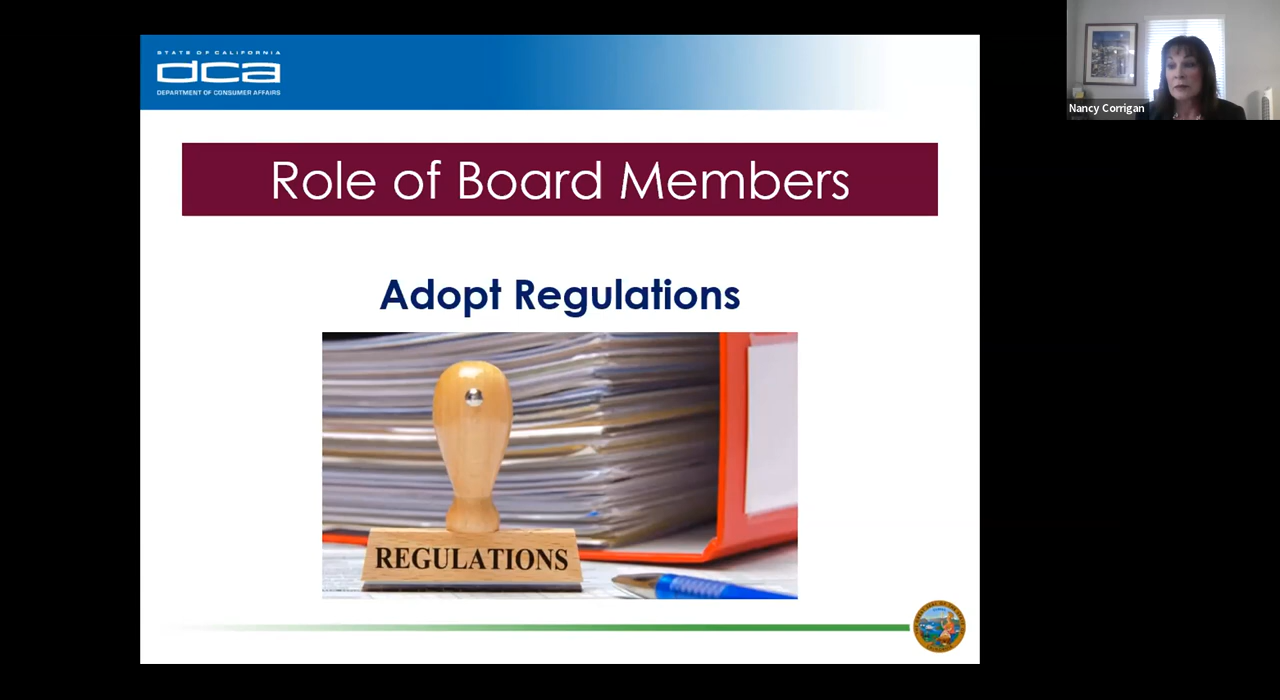 STATE OF CALIFORNIA
dca
DEPARTMENT OF CONSUMER AFFAIRS
Nancy Corrigan
Role of Board Members
Adopt Regulations
REGULATIONS